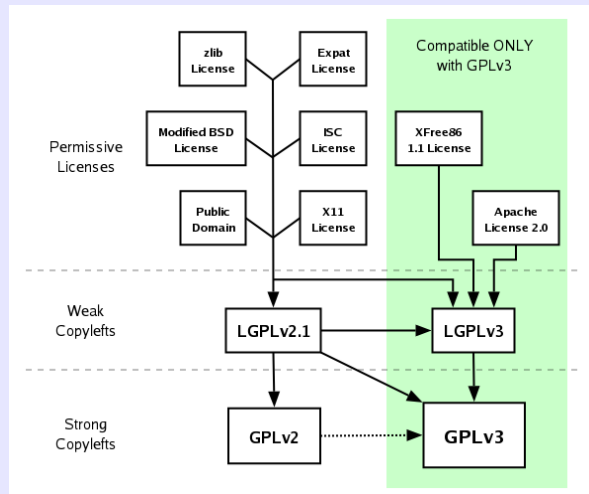 Compatible ONLY
with GPLv3
zlib
License
Expat
License
Permissive
Licenses
Modified BSD
License
ISC
License
XFree86
1.1 License
Public
Domain
X11
License
Apache
License 2.0
Weak
Copylefts
LGPLv2.1
LGPLv3
Strong
Copylefts
GPLv2
GPLv3